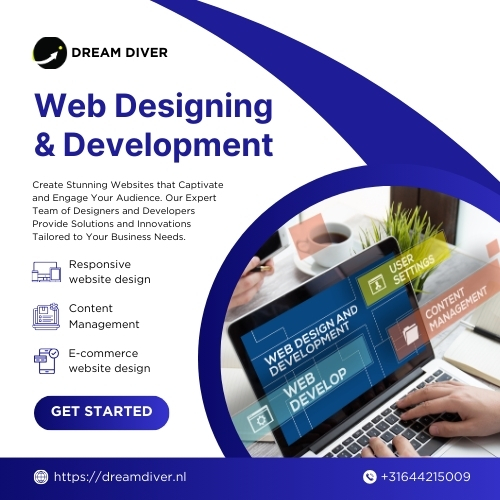 DREAM DIVER
Web Designing
& Development
Create Stunning Websites that Captivate
and Engage Your Audience. Our Expert
Team of Designers and Developers
Provide Solutions and Innovations
Tailored to Your Business Needs.
Responsive
website design
Content
Management
E-commerce
website design
GET STARTED
USER
SETTINGS
CONTENT
MANAGEMENT
WEB DESIGN AND
DEVELOPMENT
WEB
DEVELOP
https://dreamdiver.nl
+31644215009